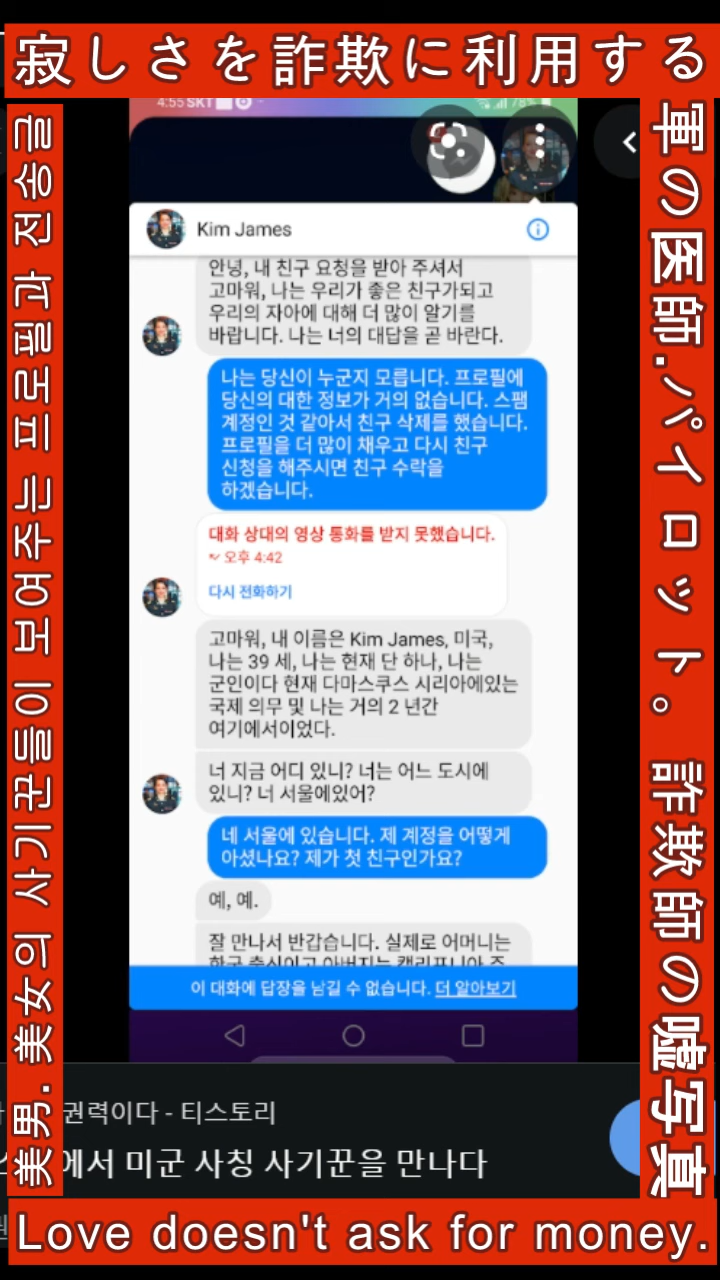 寂しさを詐欺に利用する
美男. 美女의 사기꾼들이 보여주는 프로필과 전송글
軍の医師.パイロット。詐欺師の嘘写真
4:55 SKT
78%
Kim James
안녕, 내 친구 요청을 받아 주셔서
고마워, 나는 우리가 좋은 친구가되고
우리의 자아에 대해 더 많이 알기를
바랍니다. 나는 너의 대답을 곧 바란다.
나는 당신이 누군지 모릅니다. 프로필에
당신의 대한 정보가 거의 없습니다. 스팸
계정인 것 같아서 친구 삭제를 했습니다.
프로필을 더 많이 채우고 다시 친구
신청을 해주시면 친구 수락을
하겠습니다.
대화 상대의 영상 통화를 받지 못했습니다.
오후 4:42
다시 전화하기
고마워, 내 이름은 Kim James, 미국,
나는 39 세, 나는 현재 단 하나, 나는
군인이다 현재 다마스쿠스 시리아에있는
국제 의무 및 나는 거의 2 년간
여기에서이었다.
너 지금 어디 있니? 너는 어느 도시에
있니? 너 서울에있어?
네 서울에 있습니다. 제 계정을 어떻게
아셨나요? 제가 첫 친구인가요?
예, 예.
잘 만나서 반갑습니다. 실제로 어머니는
한국 출신이고 아버지는 캘리포니아 주
이 대화에 답장을 남길 수 없습니다. 더 알아보기
권력이다 - 티스토리
에서 미군 사칭 사기꾼을 만나다
Love doesn't ask for money.